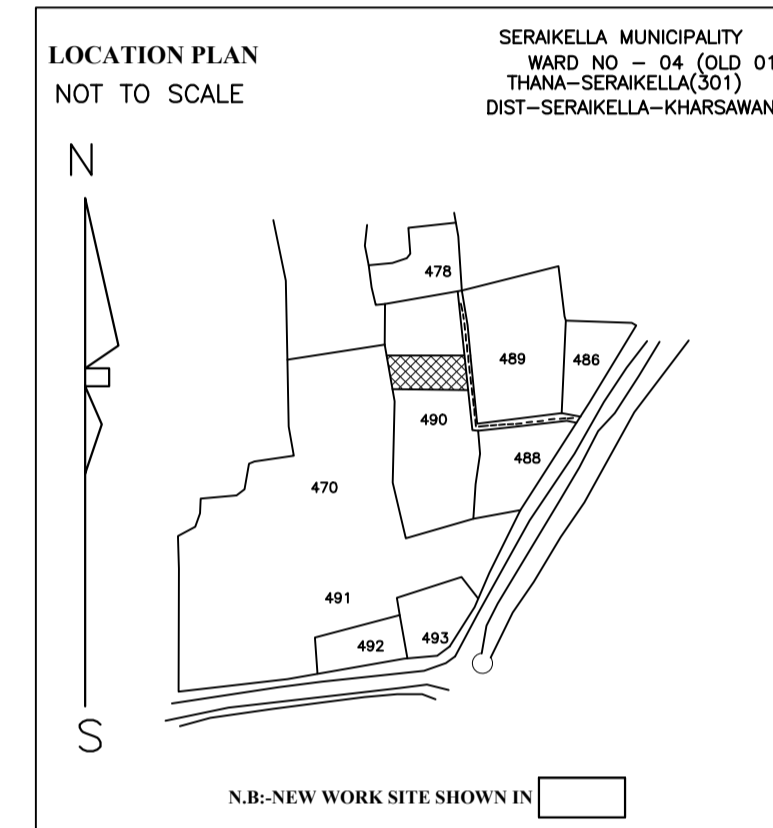 LOCATION PLAN
NOT TO SCALE
SERAIKELLA MUNICIPALITY
WARD NO – 04 (OLD 01
THANA–SERAIKELLA(301)
DIST–SERAIKELLA–KHARSAWAN
N
478
489
486
490
488
470
491
492
493
S
N.B:-NEW WORK SITE SHOWN IN